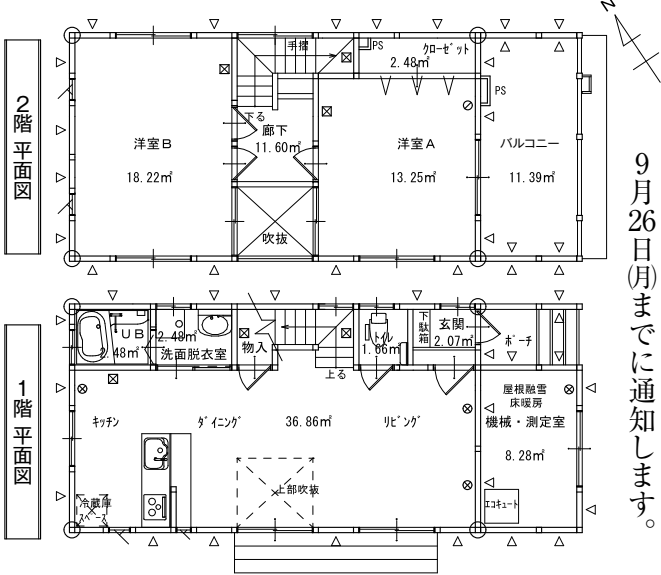 N
2階 平面図
手摺
PS
クローゼット
2.48㎡
PS
下る
廊下
11.60㎡
洋室B
18.22㎡
洋室A
13.25㎡
バルコニー
11.39㎡
吹抜
9月26日(月)までに通知します。
1階 平面図
UB
2.48㎡
2.48㎡
洗面脱衣室
物入
上る
トイレ
1.66㎡
下駄箱
玄関
2.07㎡
ポーチ
キッチン
ダイニング
36.86㎡
リビング
屋根融雪
床暖房
機械・測定室
8.28㎡
上部吹抜
冷蔵庫
スペース
エコキュート